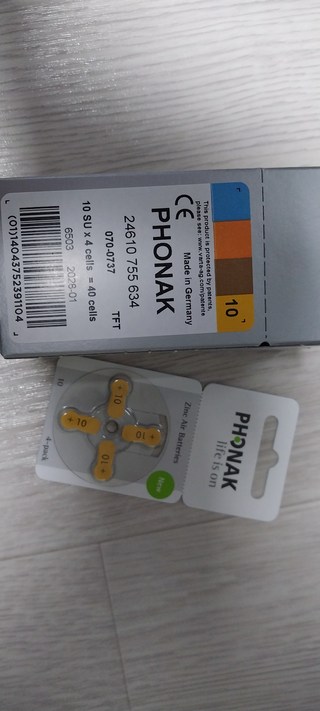 This product is protected by patents,
please see: www.varta-ag.com/patents
10
CE
Made in Germany
PHONAK
24610 755 634
070-0737
TFT
10 SU x 4 cells = 40 cells
6503 2026-01
(01)14043752391104
PHONAK
life is on
Zinc Air Batteries
New
+ 10
+ 10
10 +
10 +
10
4-pack